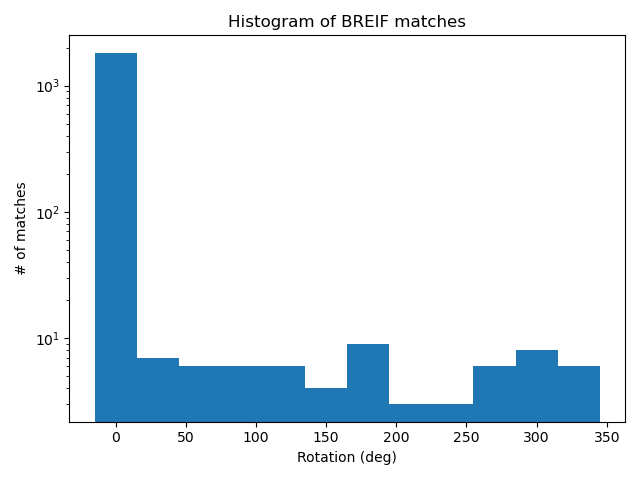 Histogram of BREIF matches
# of matches
10³
10²
10¹
0 50 100 150 200 250 300 350
Rotation (deg)